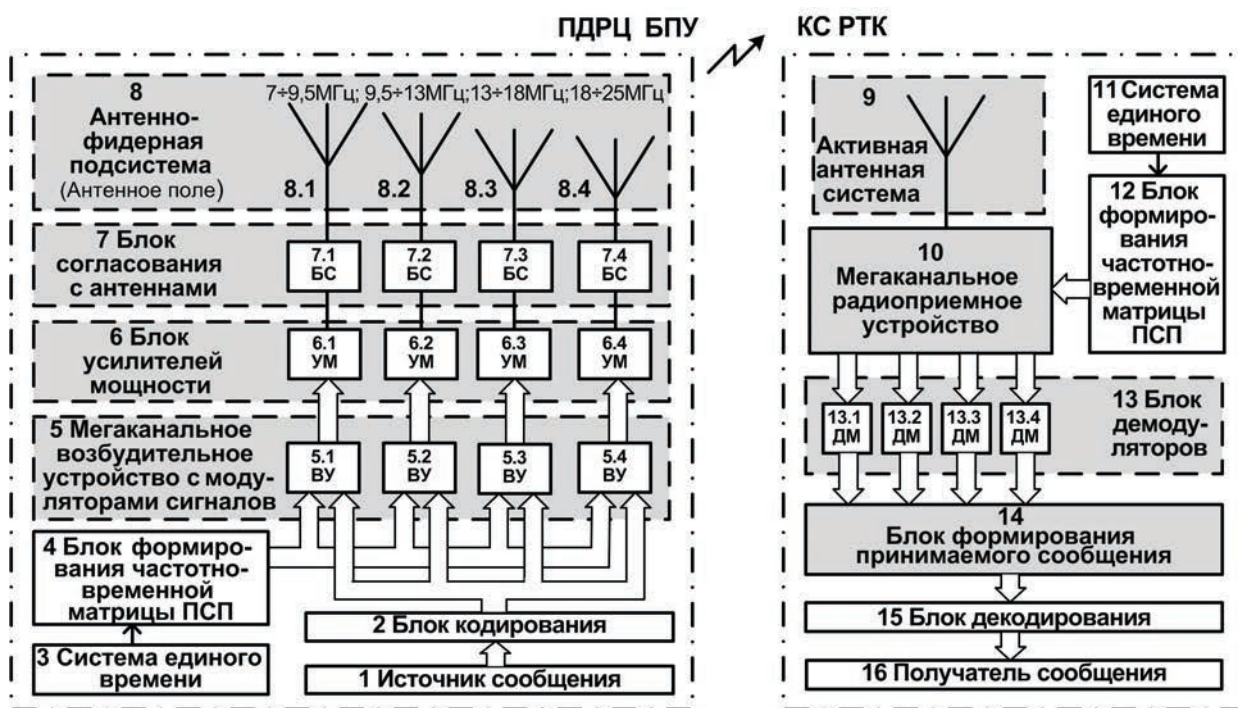 ПДРЦ БПУ
КС РТК
8
Антенно-
фидерная
подсистема
(Антенное поле)
7÷9,5МГц; 9,5÷13МГц;13÷18МГц;18÷25МГц
8.1
8.2
8.3
8.4
7 Блок
согласования
с антеннами
7.1
БС
7.2
БС
7.3
БС
7.4
БС
6 Блок
усилителей
мощности
6.1
УМ
6.2
УМ
6.3
УМ
6.4
УМ
5 Мегаканальное
возбудительное
устройство с моду-
ляторами сигналов
5.1
ВУ
5.2
ВУ
5.3
ВУ
5.4
ВУ
4 Блок формиро-
вания частотно-
временной
матрицы ПСП
3 Система единого
времени
2 Блок кодирования
1 Источник сообщения
9
Активная
антенная
система
11 Система
единого
времени
12 Блок
формиро-
вания
частотно-
временной
матрицы
ПСП
10
Мегаканальное
радиоприемное
устройство
13.1
ДМ
13.2
ДМ
13.3
ДМ
13.4
ДМ
13 Блок
демоду-
ляторов
14
Блок формирования
принимаемого сообщения
15 Блок декодирования
16 Получатель сообщения